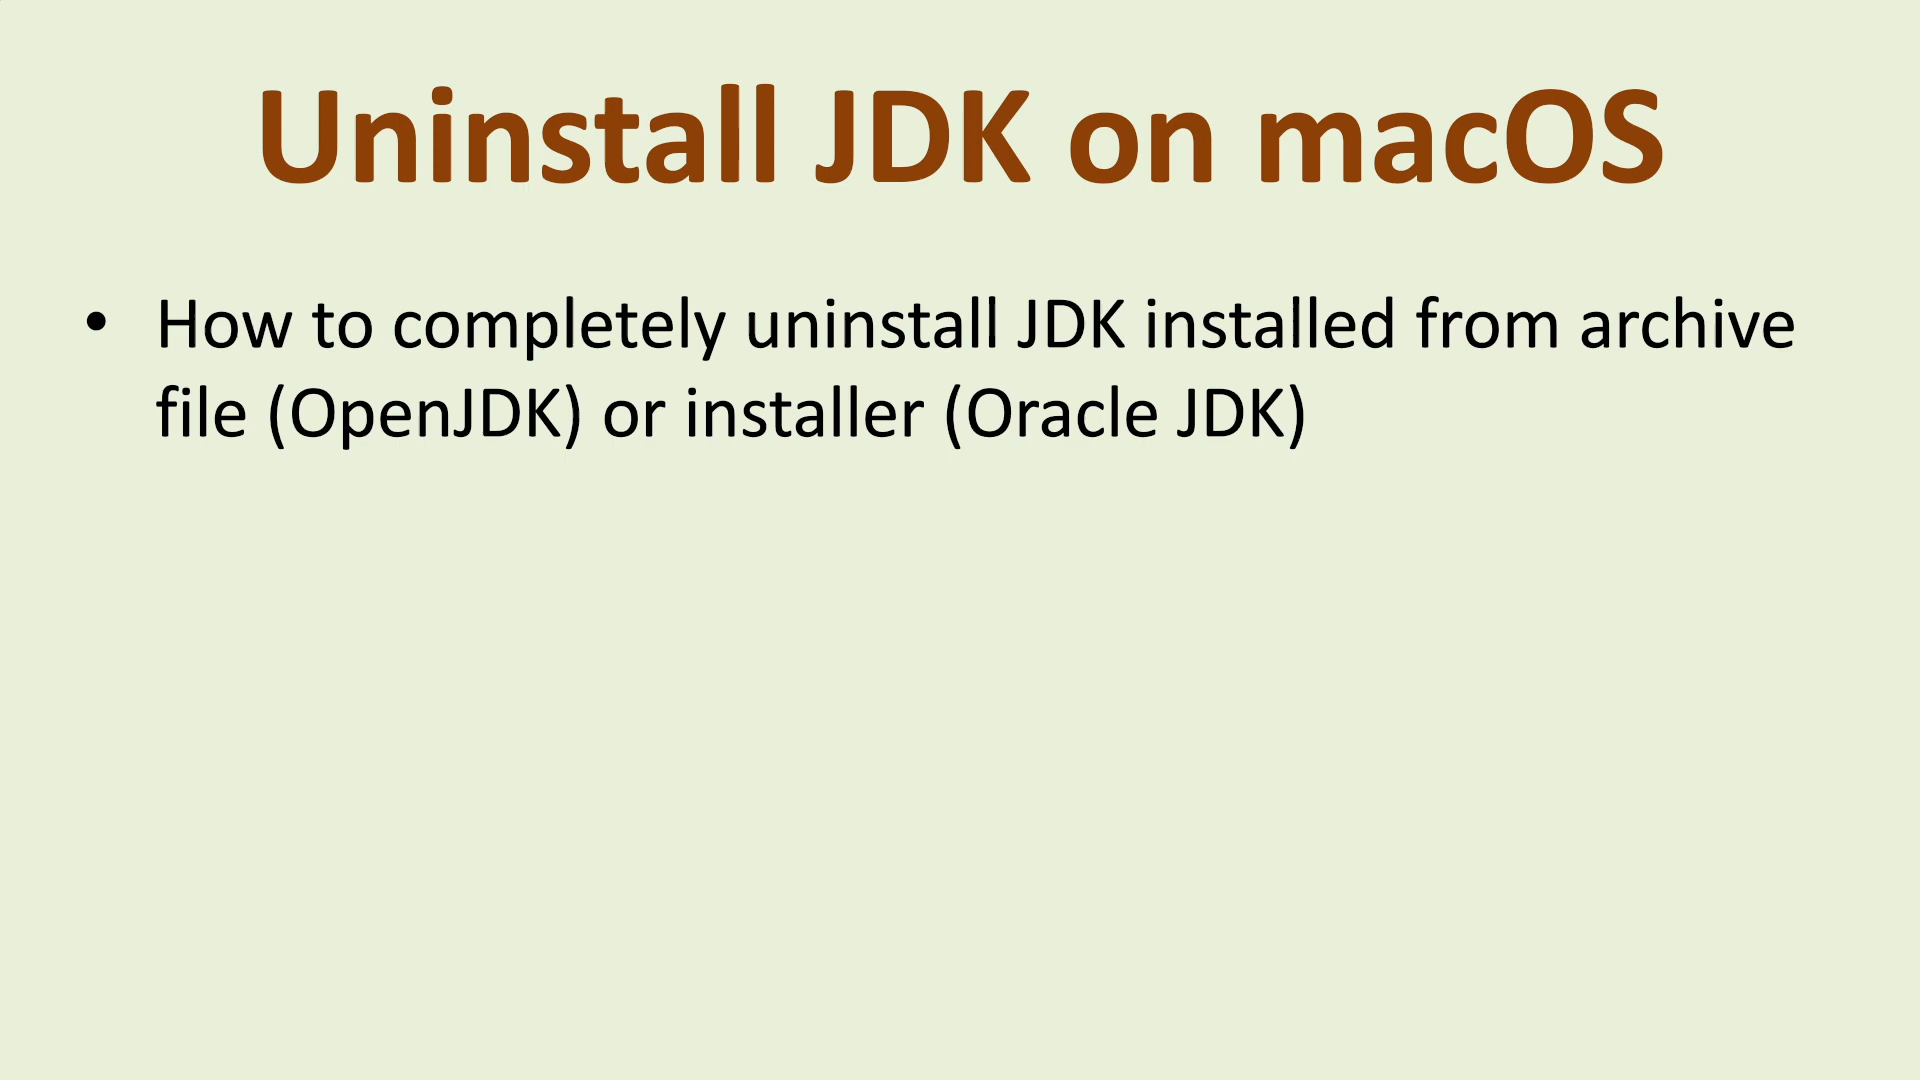 Uninstall JDK on macOS
• How to completely uninstall JDK installed from archive
file (OpenJDK) or installer (Oracle JDK)